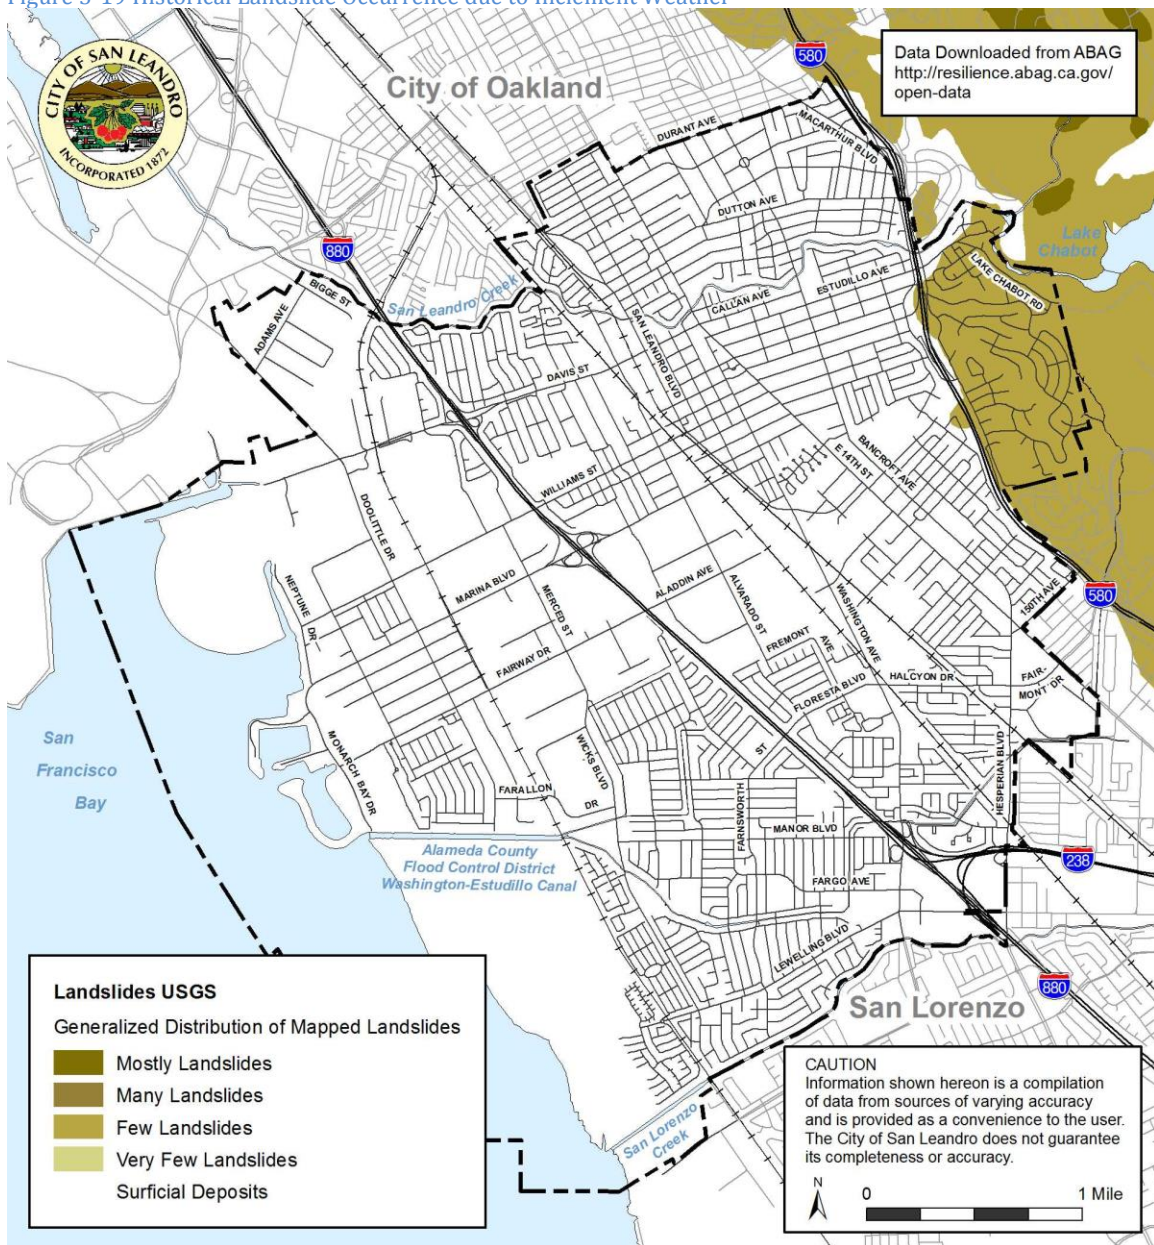 Figure 3-19 Historical Landslide Occurrence due to Inclement Weather
CITY OF SAN LEANDRO
INCORPORATED 1872
City of Oakland
580
Data Downloaded from ABAG
http://resilience.abag.ca.gov/
open-data
DURANT AVE
MACARTHUR BLVD
DUTTON AVE
880
Lake
Chabot
LAKE CHABOT RD
ESTUDILLO AVE
BIGGE ST
San Leandro Creek
CALLAN AVE
ADAMS AVE
SAN LEANDRO BLVD
DAVIS ST
BANCROFT AVE
E 14TH ST
WILLIAMS ST
DOOLITTLE DR
NEPTUNE DR
MARINA BLVD
MERCED ST
ALADDIN AVE
ALVARADO ST
WASHINGTON AVE
150TH AVE
580
FREMONT
AVE
FAIRWAY DR
FLORESTA BLVD
HALCYON DR
FAIR-
MONT DR
San
Francisco
Bay
MONARCH BAY DR
WICKS BLVD
ST
HESPERIAN BLVD
FARALLON
DR
FARNSWORTH
MANOR BLVD
238
Alameda County
Flood Control District
Washington-Estudillo Canal
FARGO AVE
LEWELLING BLVD
880
San Lorenzo
Landslides USGS
Generalized Distribution of Mapped Landslides
Mostly Landslides
Many Landslides
Few Landslides
Very Few Landslides
Surficial Deposits
San Lorenzo
Creek
CAUTION
Information shown hereon is a compilation
of data from sources of varying accuracy
and is provided as a convenience to the user.
The City of San Leandro does not guarantee
its completeness or accuracy.
N
0 1 Mile